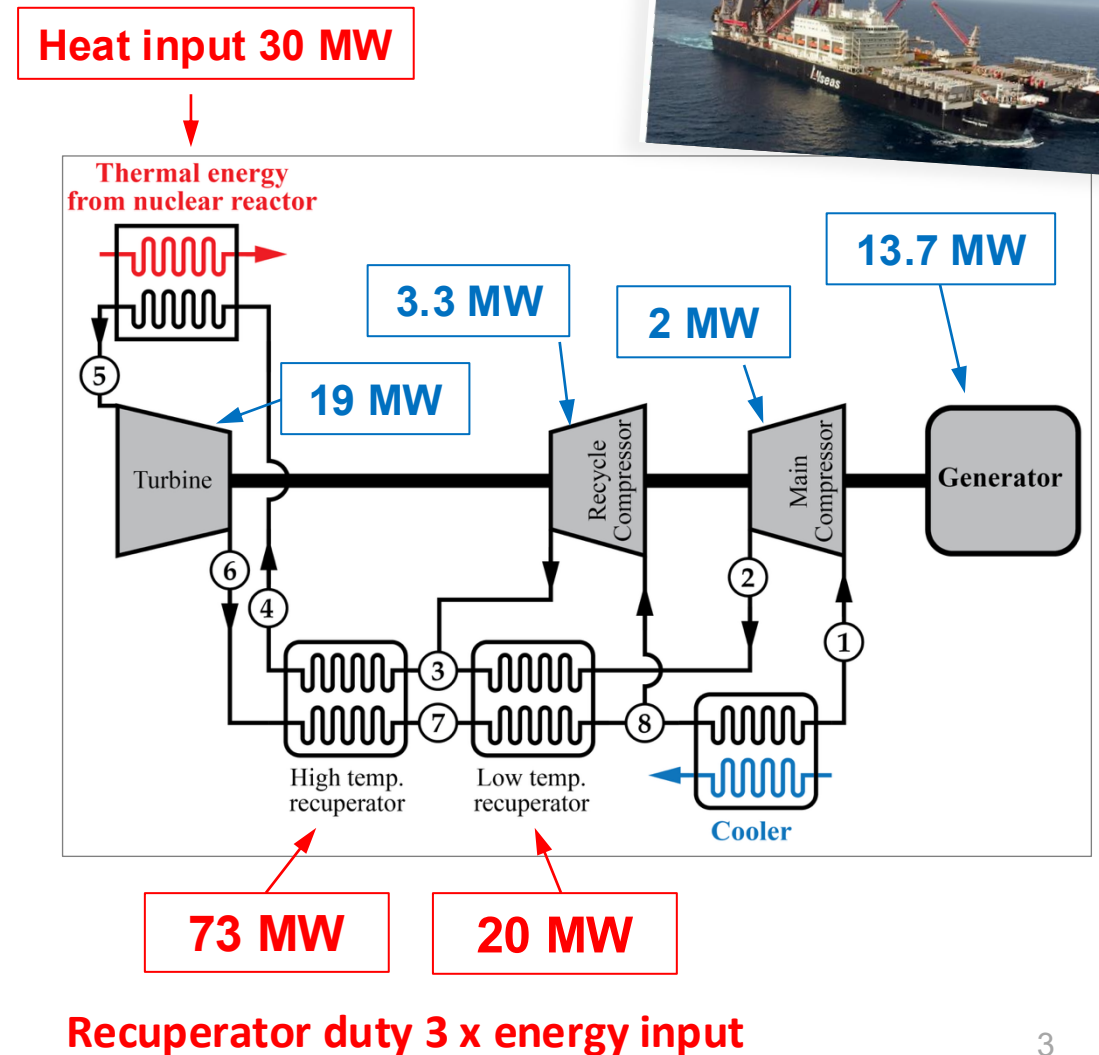 Heat input 30 MW
Allseas
Thermal energy
from nuclear reactor
13.7 MW
3.3 MW
2 MW
5
19 MW
Turbine
Recycle
Compressor
Main
Compressor
Generator
6
4
2
1
3
7
8
High temp.
recuperator
Low temp.
recuperator
Cooler
73 MW
20 MW
Recuperator duty 3 x energy input
3